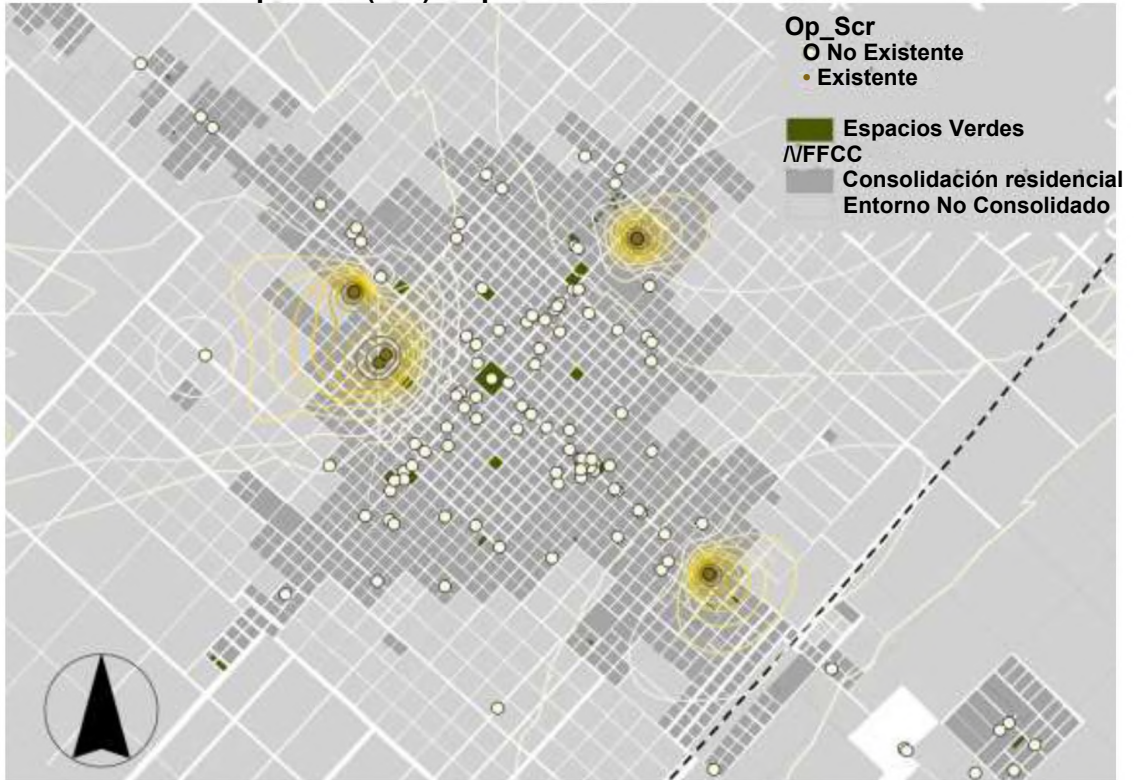 Op_Scr
O No Existente
• Existente
Espacios Verdes
/\/FFCC
Consolidación residencial
Entorno No Consolidado